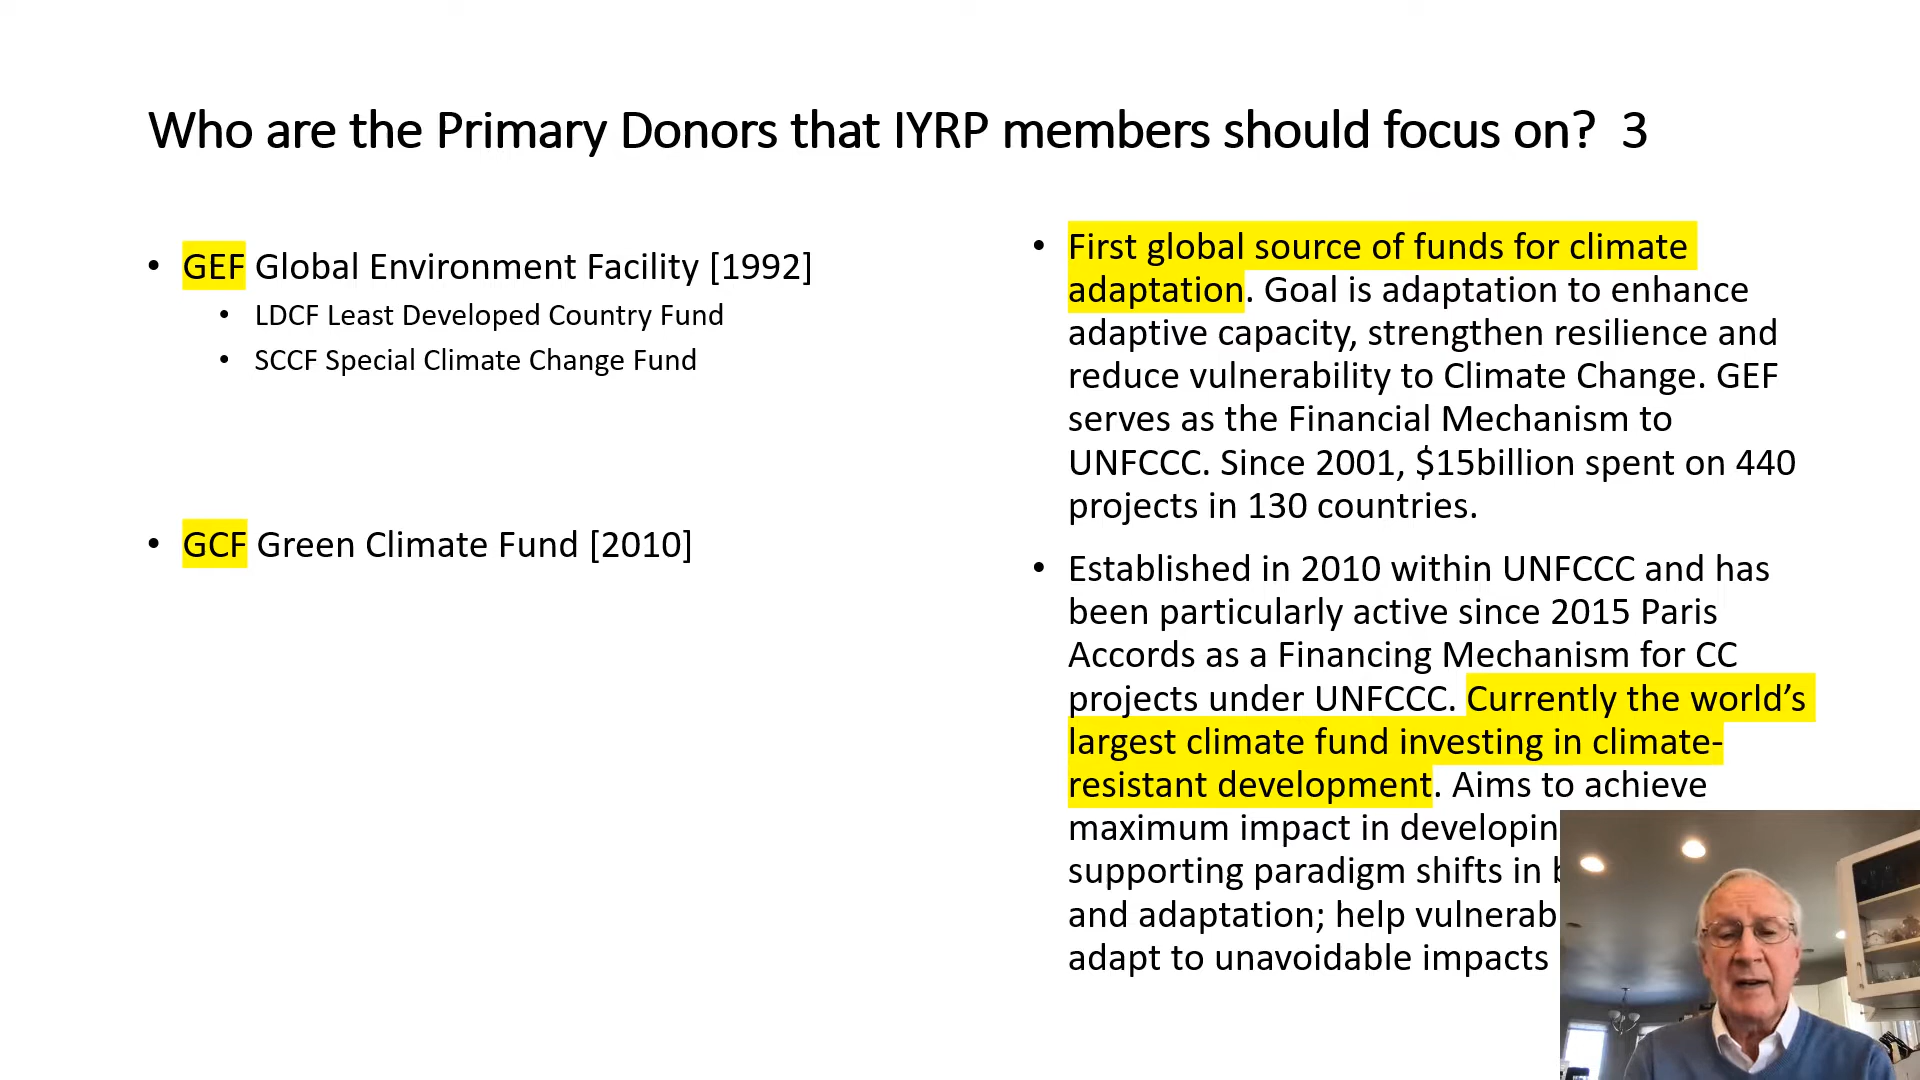 Who are the Primary Donors that IYRP members should focus on? 3
• GEF Global Environment Facility [1992]
• LDCF Least Developed Country Fund
• SCCF Special Climate Change Fund
• GCF Green Climate Fund [2010]
• First global source of funds for climate
adaptation. Goal is adaptation to enhance
adaptive capacity, strengthen resilience and
reduce vulnerability to Climate Change. GEF
serves as the Financial Mechanism to
UNFCCC. Since 2001, $15billion spent on 440
projects in 130 countries.
• Established in 2010 within UNFCCC and has
been particularly active since 2015 Paris
Accords as a Financing Mechanism for CC
projects under UNFCCC. Currently the world’s
largest climate fund investing in climate-
resistant development. Aims to achieve
maximum impact in
supporting paradigm shifts in
and adaptation; help
adapt to unavoidable impacts